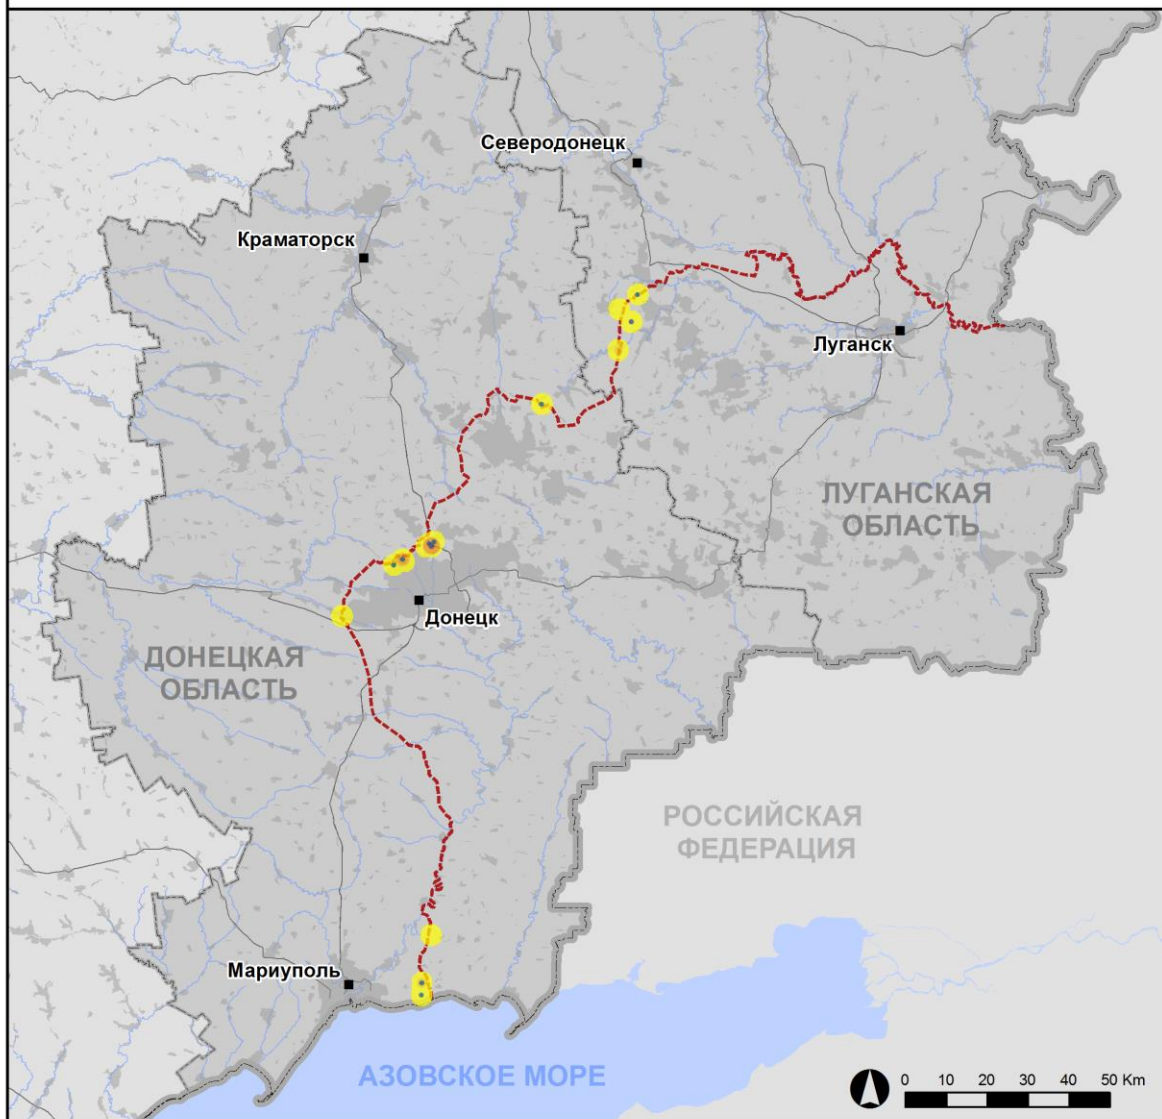 Северодонецк
Краматорск
Луганск
ЛУГАНСКАЯ
ОБЛАСТЬ
Донецк
ДОНЕЦКАЯ
ОБЛАСТЬ
РОССИЙСКАЯ
ФЕДЕРАЦИЯ
Мариуполь
АЗОВСКОЕ МОРЕ
0 10 20 30 40 50 Km